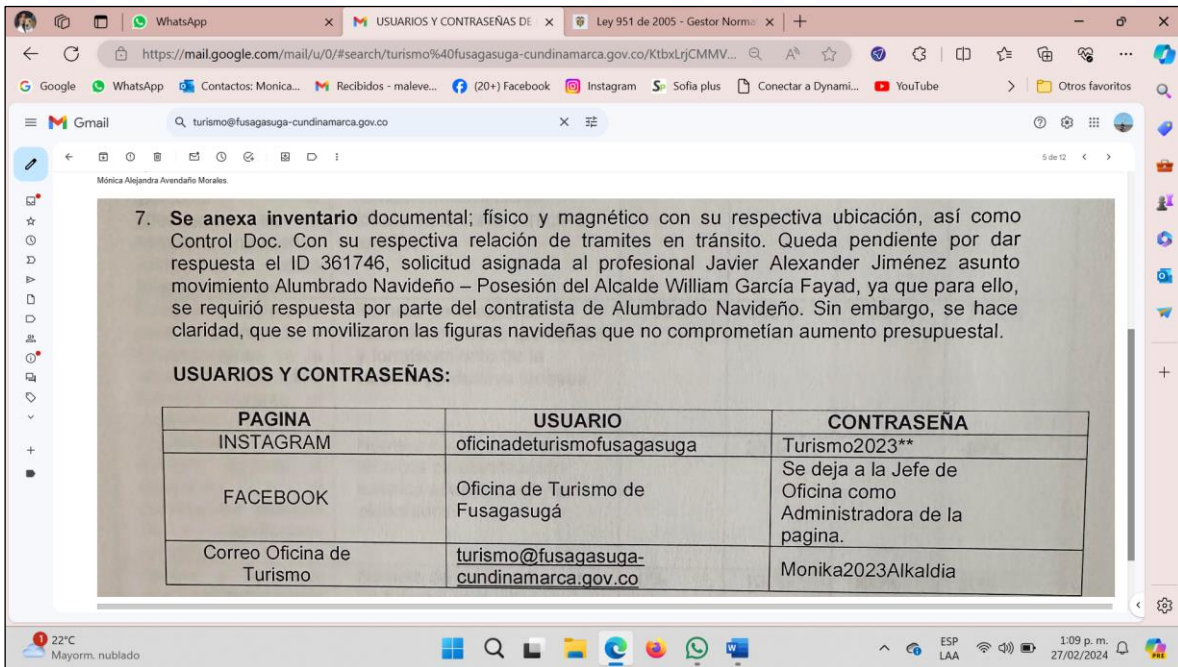 WhatsApp
USUARIOS Y CONTRASEÑAS DE
Ley 951 de 2005 - Gestor Norma
https://mail.google.com/mail/u/0/#search/turismo%40fusagasuga-cundinamarca.gov.co/KtbxLrjCMMV...
Google
WhatsApp
Contactos: Monica...
Recibidos - maleve...
(20+) Facebook
Instagram
Sofia plus
Conectar a Dynami...
YouTube
Otros favoritos
Gmail
turismo@fusagasuga-cundinamarca.gov.co
5 de 12
Mónica Alejandra Avendaño Morales.
7. Se anexa inventario documental; físico y magnético con su respectiva ubicación, así como
Control Doc. Con su respectiva relación de tramites en tránsito. Queda pendiente por dar
respuesta el ID 361746, solicitud asignada al profesional Javier Alexander Jiménez asunto
movimiento Alumbrado Navideño – Posesión del Alcalde William García Fayad, ya que para ello,
se requirió respuesta por parte del contratista de Alumbrado Navideño. Sin embargo, se hace
claridad, que se movilizaron las figuras navideñas que no comprometían aumento presupuestal.
USUARIOS Y CONTRASEÑAS:
PAGINA USUARIO CONTRASEÑA
INSTAGRAM oficinadeturismofusagasuga Turismo2023**
FACEBOOK
Oficina de Turismo de
Fusagasugá
Se deja a la Jefe de
Oficina como
Administradora de la
pagina.
Correo Oficina de
Turismo
turismo@fusagasuga-
cundinamarca.gov.co
Monika2023Alkaldia
1
22°C
Mayorm. nublado
ESP
LAA
1:09 p. m.
27/02/2024
PRE